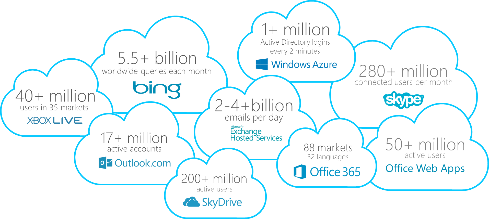 1+ million
Active Directory logins
every 2 minutes
Windows Azure
5.5+ billion
worldwide queries each month
bing
280+ million
connected users per month
skype
40+ million
users in 35 markets
XBOX LIVE
2-4+billion
emails per day
Exchange
Hosted Services
17+ million
active accounts
Outlook.com
88 markets
32 languages
Office 365
50+ million
active users
Office Web Apps
200+ million
active users
SkyDrive